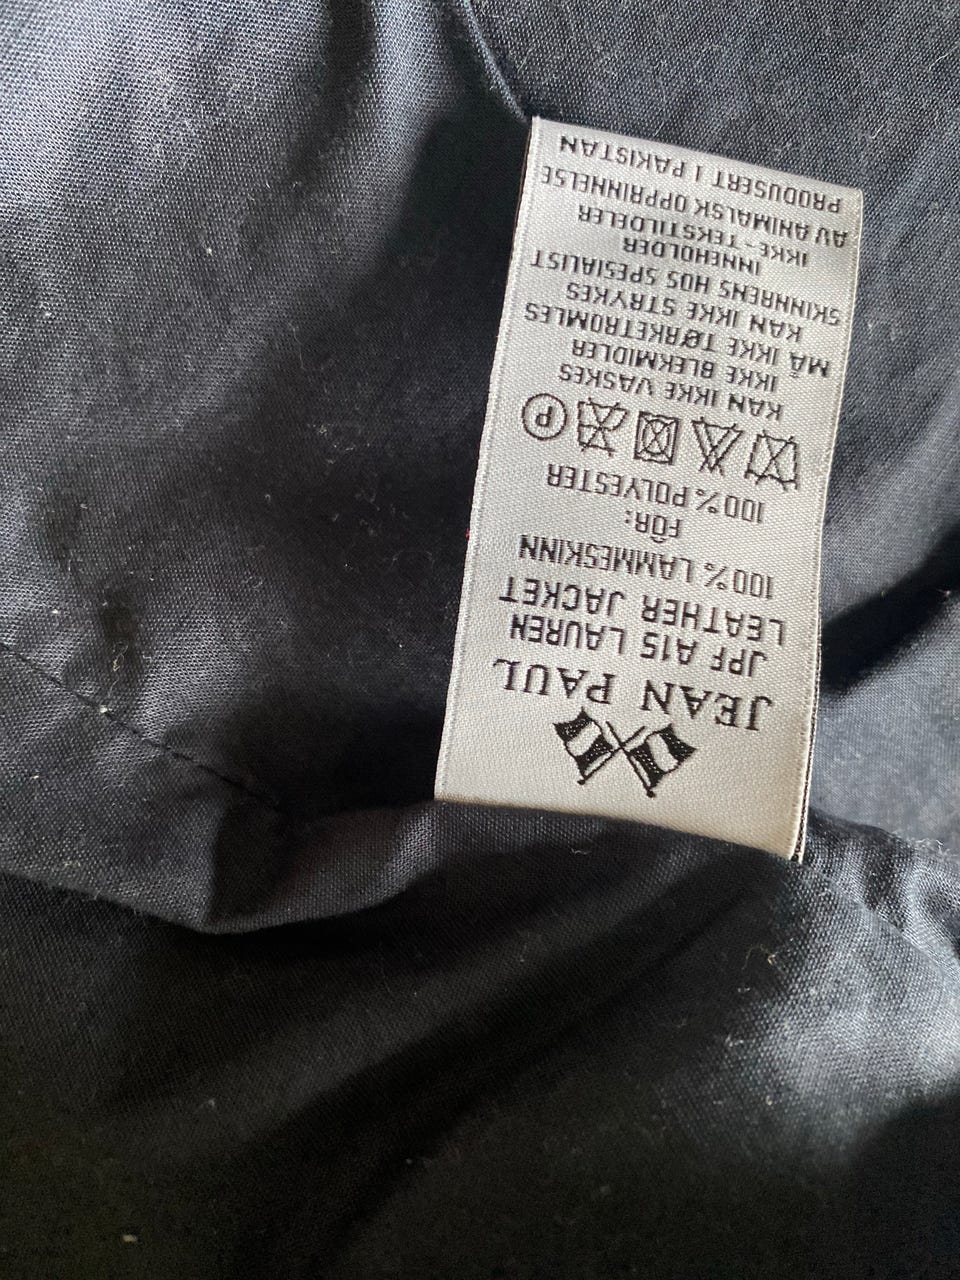 JEAN PAUL
JPF A15 LAUREN
LEATHER JACKET
100% LAMMESKINN
FÔR:
100% POLYESTER
P
KAN IKKE VASKES
IKKE BLEKMIDLER
MÅ IKKE TØRKETROMLES
KAN IKKE STRYKES
SKINNRENS HOS SPESIALIST
INNEHOLDER
IKKE-TEKSTILDELER
AV ANIMALSK OPPRINNELSE
PRODUSERT I PAKISTAN